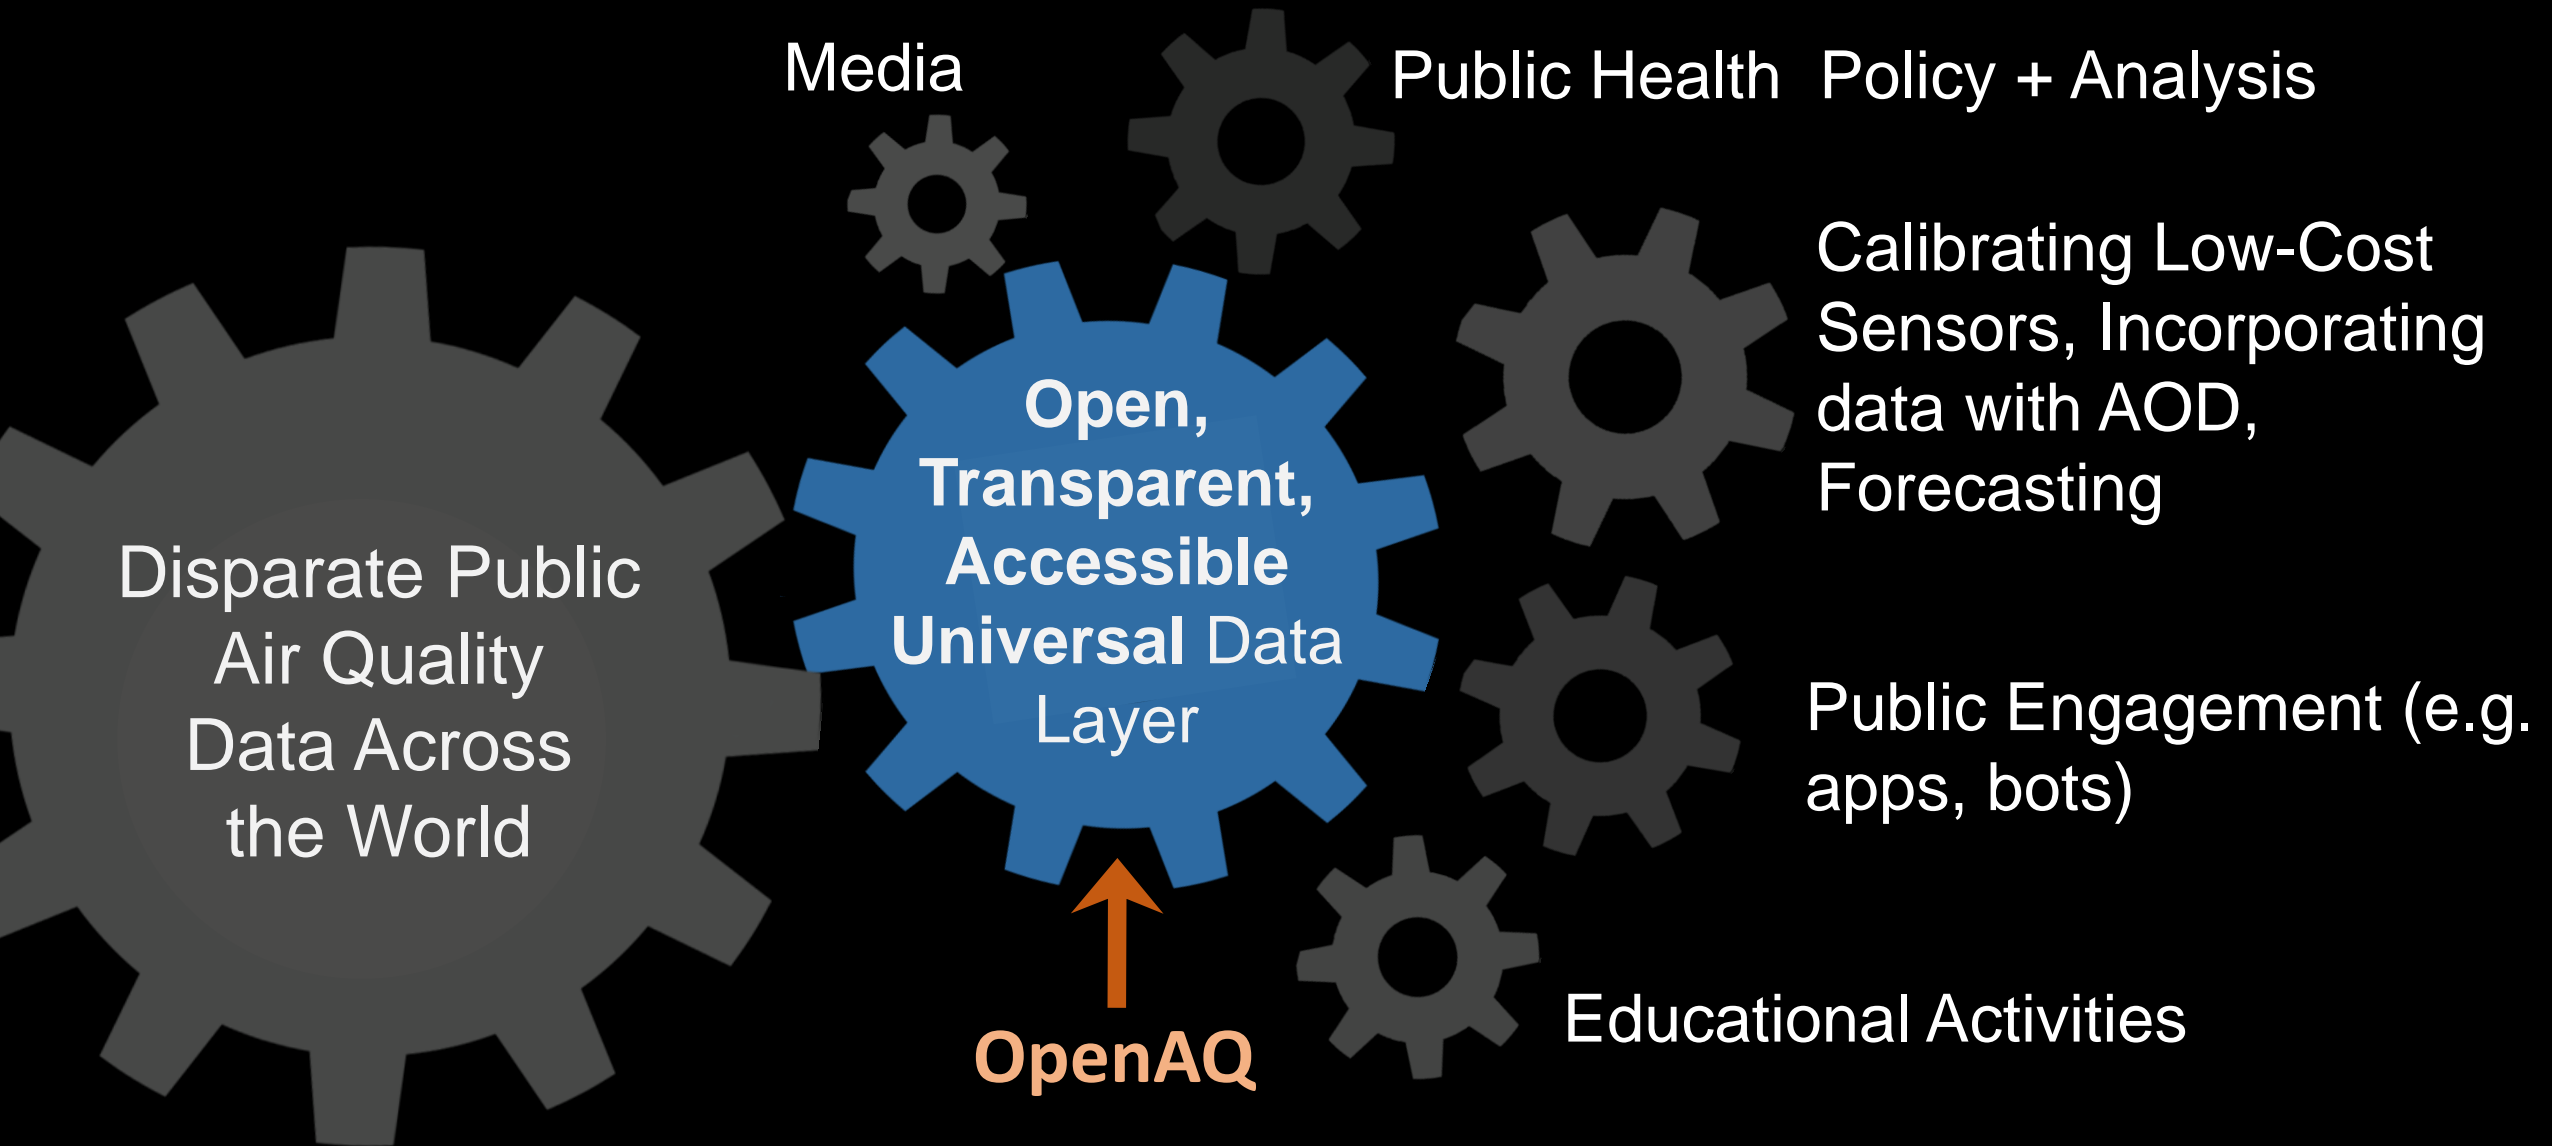 Media
Public Health  Policy + Analysis
Calibrating Low-Cost
Sensors, Incorporating
data with AOD,
Forecasting
Open,
Transparent,
Accessible
Universal Data
Layer
Disparate Public
Air Quality
Data Across
the World
Public Engagement (e.g.
apps, bots)
Educational Activities
OpenAQ